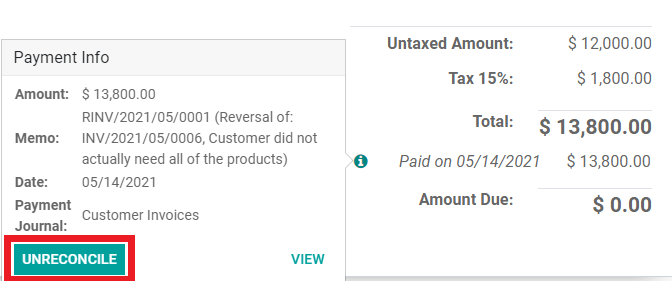 Payment Info
Amount: $ 13,800.00
RINV/2021/05/0001 (Reversal of:
Memo: INV/2021/05/0006, Customer did not
actually need all of the products)
Date: 05/14/2021
Payment
Journal: Customer Invoices
UNRECONCILE VIEW
Untaxed Amount: $ 12,000.00
Tax 15%: $ 1,800.00
Total: $ 13,800.00
Paid on 05/14/2021 $ 13,800.00
Amount Due: $ 0.00